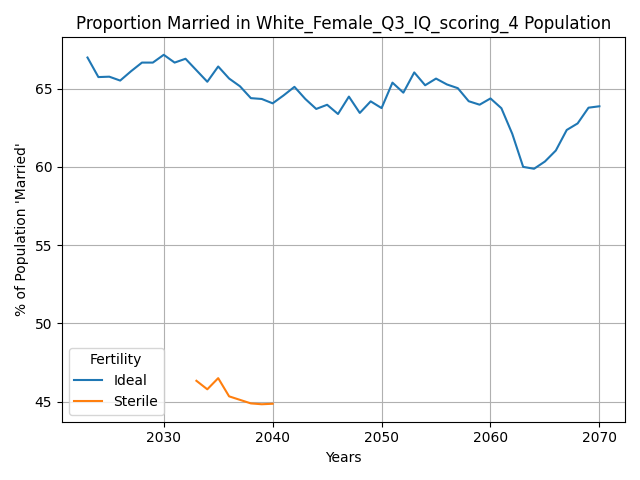 Proportion Married in White_Female_Q3_IQ_scoring_4 Population
% of Population 'Married'
65
60
55
50
45
Fertility
Ideal
Sterile
2030 2040 2050 2060 2070
Years